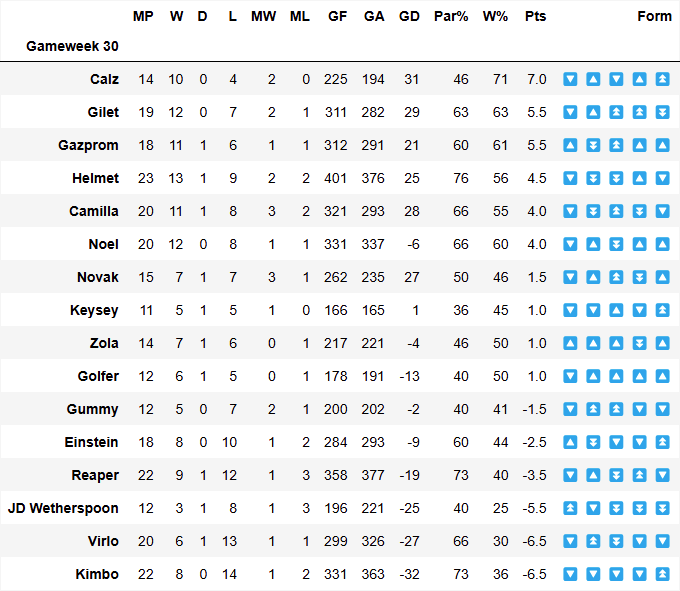 MP W D L MW ML GF GA GD Par% W% Pts Form
Gameweek 30
Calz 14 10 0 4 2 0 225 194 31 46 71 7.0 🔽 🔼 🔽 🔼 ⏫
Gilet 19 12 0 7 2 1 311 282 29 63 63 5.5 🔽 🔼 ⏫ ⏫ ⏬
Gazprom 18 11 1 6 1 1 312 291 21 60 61 5.5 🔼 ⏬ ⏫ 🔼 🔼
Helmet 23 13 1 9 2 2 401 376 25 76 56 4.5 🔽 ⏬ ⏬ 🔼 🔽
Camilla 20 11 1 8 3 2 321 293 28 66 55 4.0 🔽 ⏬ ⏫ ⏬ 🔽
Noel 20 12 0 8 1 1 331 337 -6 66 60 4.0 🔽 🔼 ⏬ 🔼 🔼
Novak 15 7 1 7 3 1 262 235 27 50 46 1.5 🔽 🔼 ⏫ ⏬ 🔼
Keysey 11 5 1 5 1 0 166 165 1 36 45 1.0 🔽 🔽 🔼 🔽 ⏫
Zola 14 7 1 6 0 1 217 221 -4 46 50 1.0 🔼 🔼 🔼 ⏬ 🔼
Golfer 12 6 1 5 0 1 178 191 -13 40 50 1.0 🔽 🔼 🔼 🔼 🔼
Gummy 12 5 0 7 2 1 200 202 -2 40 41 -1.5 🔽 ⏫ ⏫ 🔽 🔽
Einstein 18 8 0 10 1 2 284 293 -9 60 44 -2.5 🔼 ⏬ 🔽 🔽 ⏫
Reaper 22 9 1 12 1 3 358 377 -19 73 40 -3.5 🔽 🔼 ⏬ ⏫ 🔽
JD Wetherspoon 12 3 1 8 1 3 196 221 -25 40 25 -5.5 ⏫ 🔽 ⏬ ⏬ ⏬
Virlo 20 6 1 13 1 1 299 326 -27 66 30 -6.5 🔽 ⏫ ⏬ 🔽 🔽
Kimbo 22 8 0 14 1 2 331 363 -32 73 36 -6.5 🔽 🔽 🔽 🔽 ⏫